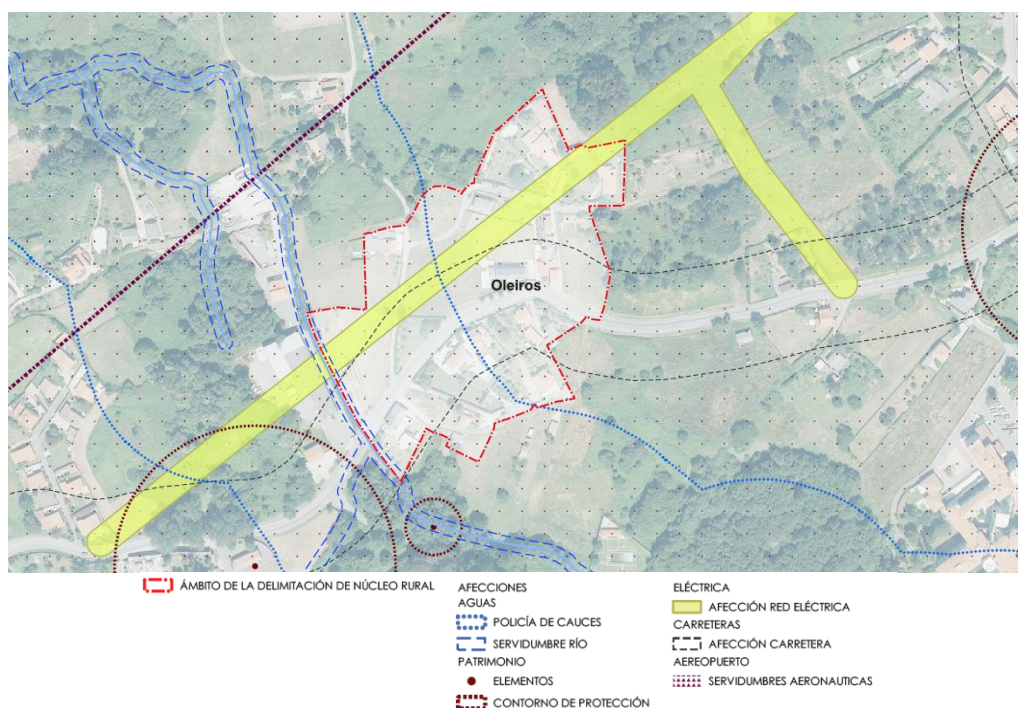 Oleiros
ÁMBITO DE LA DELIMITACIÓN DE NÚCLEO RURAL
AFECCIONES
AGUAS
POLICÍA DE CAUCES
SERVIDUMBRE RÍO
PATRIMONIO
ELEMENTOS
CONTORNO DE PROTECCIÓN
ELÉCTRICA
AFECCIÓN RED ELÉCTRICA
CARRETERAS
AFECCIÓN CARRETERA
AEREOPUERTO
SERVIDUMBRES AERONAUTICAS